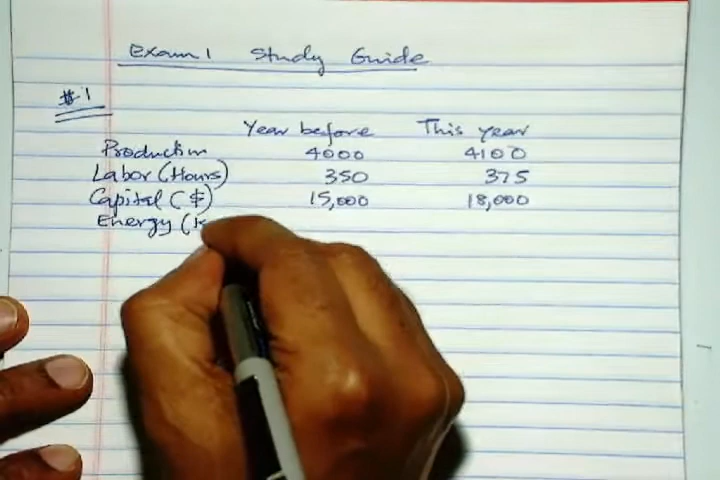 Exam 1 Study Guide
#1
Year before This year
Production 4000 4100
Labor (Hours) 350 375
Capital ($) 15,000 18,000
Energy (